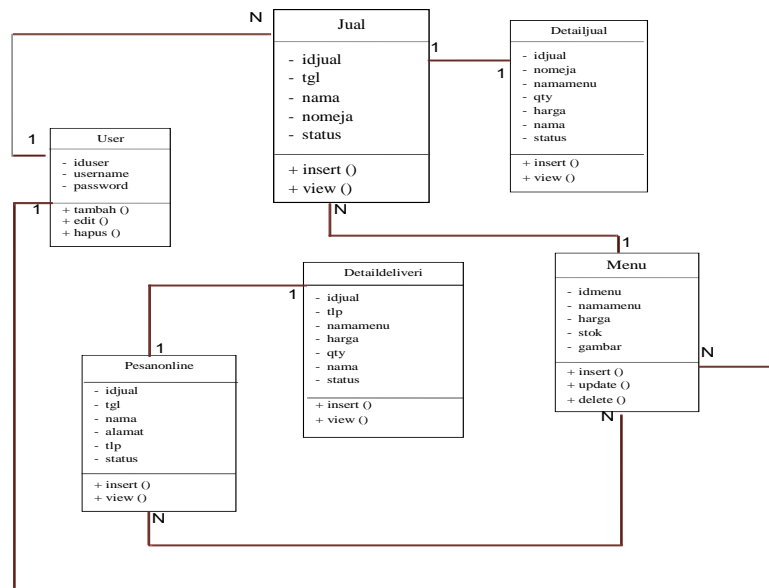 N
Jual
- idjual
- tgl
- nama
- nomeja
- status
+ insert ()
+ view ()
1
1
Detailjual
- idjual
- nomeja
- namamenu
- qty
- harga
- nama
- status
+ insert ()
+ view ()
1
User
- iduser
- username
- password
1
+ tambah ()
+ edit ()
+ hapus ()
N
1
Menu
- idmenu
- namamenu
- harga
- stok
- gambar
+ insert ()
+ update ()
+ delete ()
N
N
Detaildeliveri
- idjual
- tlp
- namamenu
- harga
- qty
- nama
- status
+ insert ()
+ view ()
1
1
Pesanonline
- idjual
- tgl
- nama
- alamat
- tlp
- status
+ insert ()
+ view ()
N